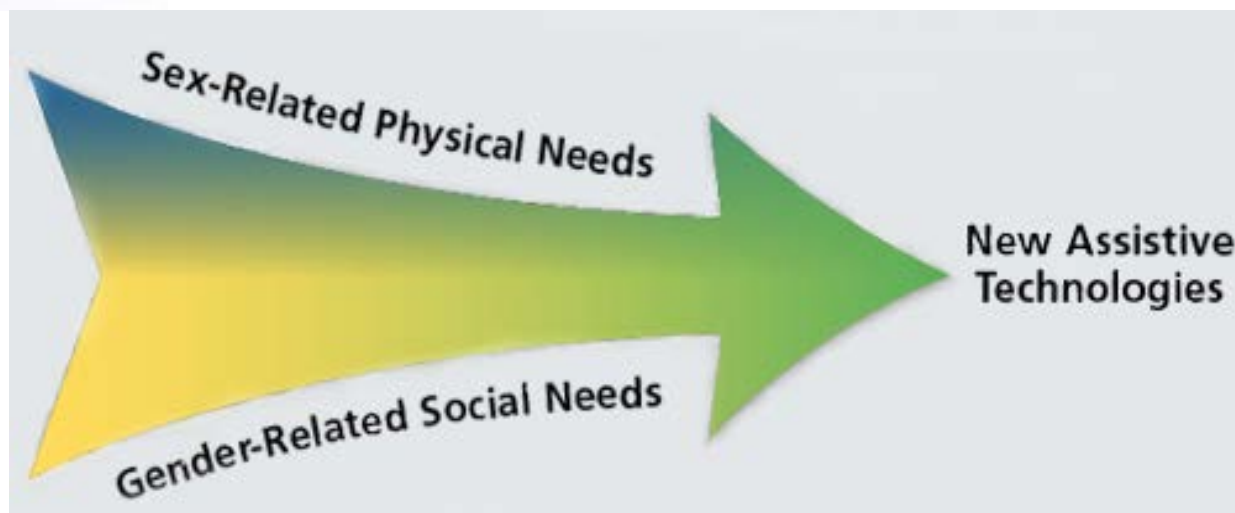 Sex-Related Physical Needs
New Assistive
Technologies
Gender-Related Social Needs